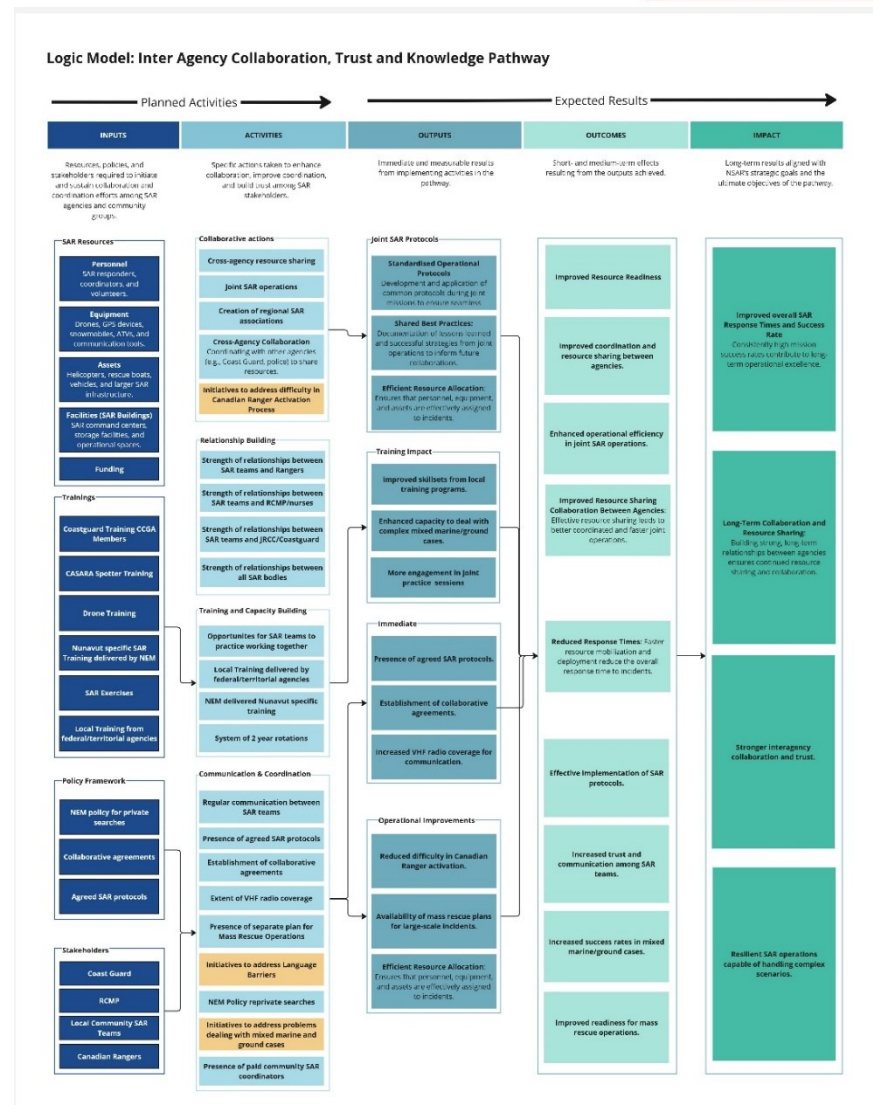 Logic Model: Inter Agency Collaboration, Trust and Knowledge Pathway
Planned Activities
Expected Results
INPUTS
Resources, policies, and
stakeholders required to initiate
and sustain collaboration and
coordination efforts among SAR
agencies and community
groups.
SAR Resources
Personnel
SAR responders,
coordinators, and
volunteers.
Equipment
Drones, GPS devices,
snowmobiles, ATVs, and
communication tools.
Assets
Helicopters, rescue boats,
vehicles, and larger SAR
infrastructure.
Facilities (SAR Buildings)
SAR command centers,
storage facilities, and
operational spaces.
Funding
Trainings
Coastguard Training CCGA
Members
CASARA Spotter Training
Drone Training
Nunavut specific SAR
Training delivered by NEM
SAR Exercises
Local Training from
federal/territorial agencies
Policy Framework
NEM policy for private
searches
Collaborative agreements
Agreed SAR protocols
Stakeholders
Coast Guard
RCMP
Local Community SAR
Teams
Canadian Rangers
ACTIVITIES
Specific actions taken to enhance
collaboration, improve coordination,
and build trust among SAR
stakeholders.
Collaborative actions
Cross-agency resource sharing
Joint SAR operations
Creation of regional SAR
associations
Cross-Agency Collaboration
Coordinating with other agencies
(e.g., Coast Guard, police) to share
resources.
Initiatives to address difficulty in
Canadian Ranger Activation
Process
Relationship Building
Strength of relationships between
SAR teams and Rangers
Strength of relationships between
SAR teams and RCMP/nurses
Strength of relationships between
SAR teams and JRCC/Coastguard
Strength of relationships between
all SAR bodies
Training and Capacity Building
Opportunites for SAR teams to
practice working together
Local Training delivered by
federal/territorial agencies
NEM delivered Nunavut specific
training
System of 2 year rotations
Communication & Coordination
Regular communication between
SAR teams
Presence of agreed SAR protocols
Establishment of collaborative
agreements
Extent of VHF radio coverage
Presence of separate plan for
Mass Rescue Operations
Initiatives to address Language
Barriers
NEM Policy reprivate searches
Initiatives to address problems
dealing with mixed marine and
ground cases
Presence of paid community SAR
coordinators
OUTPUTS
Immediate and measurable results
from implementing activities in the
pathway.
Joint SAR Protocols
Standardised Operational
Protocols
Development and application of
common protocols during joint
missions to ensure seamless
Shared Best Practices:
Documentation of lessons learned
and successful strategies from joint
operations to inform future
collaborations.
Efficient Resource Allocation:
Ensures that personnel, equipment,
and assets are effectively assigned
to incidents.
Training Impact
Improved skillsets from local
training programs.
Enhanced capacity to deal with
complex mixed marine/ground
cases.
More engagement in joint
practice sessions
Immediate
Presence of agreed SAR protocols.
Establishment of collaborative
agreements.
Increased VHF radio coverage for
communication.
Operational Improvements
Reduced difficulty in Canadian
Ranger activation.
Availability of mass rescue plans
for large-scale incidents.
Efficient Resource Allocation:
Ensures that personnel, equipment,
and assets are effectively assigned
to incidents.
OUTCOMES
Short- and medium-term effects
resulting from the outputs achieved.
Improved Resource Readiness
Improved coordination and
resource sharing between
agencies.
Enhanced operational efficiency
in joint SAR operations.
Improved Resource Sharing
Collaboration Between Agencies:
Effective resource sharing leads to
better coordinated and faster joint
operations.
Reduced Response Times: Faster
resource mobilization and
deployment reduce the overall
response time to incidents.
Effective Implementation of SAR
protocols.
Increased trust and
communication among SAR
teams.
Increased success rates in mixed
marine/ground cases.
Improved readiness for mass
rescue operations.
IMPACT
Long-term results aligned with
NSAR's strategic goals and the
ultimate objectives of the pathway.
Improved overall SAR
Response Times and Success
Rate
Consistently high mission
success rates contribute to long-
term operational excellence.
Long-Term Collaboration and
Resource Sharing:
Building strong, long-term
relationships between agencies
ensures continued resource
sharing and collaboration.
Stronger interagency
collaboration and trust.
Resilient SAR operations
capable of handling complex
scenarios.